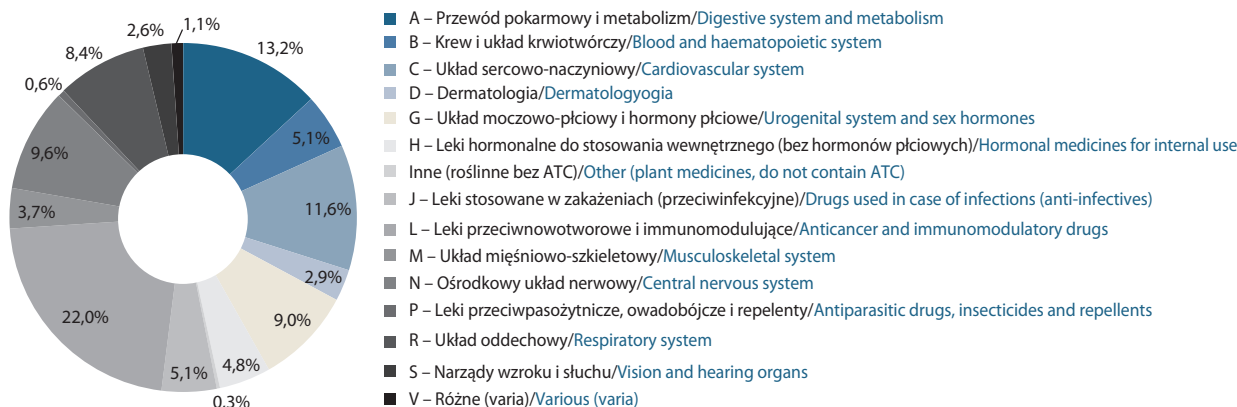 2,6%
1,1%
8,4%
13,2%
0,6%
5,1%
9,6%
11,6%
3,7%
2,9%
22,0%
9,0%
5,1%
4,8%
0,3%
A – Przewód pokarmowy i metabolizm/Digestive system and metabolism
B – Krew i układ krwiotwórczy/Blood and haematopoietic system
C – Układ sercowo-naczyniowy/Cardiovascular system
D – Dermatologia/Dermatologyogia
G – Układ moczowo-płciowy i hormony płciowe/Urogenital system and sex hormones
H – Leki hormonalne do stosowania wewnętrznego (bez hormonów płciowych)/Hormonal medicines for internal use
Inne (roślinne bez ATC)/Other (plant medicines, do not contain ATC)
J – Leki stosowane w zakażeniach (przeciwinfekcyjne)/Drugs used in case of infections (anti-infectives)
L – Leki przeciwnowotworowe i immunomodulujące/Anticancer and immunomodulatory drugs
M – Układ mięśniowo-szkieletowy/Musculoskeletal system
N – Ośrodkowy układ nerwowy/Central nervous system
P – Leki przeciwpasożytnicze, owadobójcze i repelenty/Antiparasitic drugs, insecticides and repellents
R – Układ oddechowy/Respiratory system
S – Narządy wzroku i słuchu/Vision and hearing organs
V – Różne (varia)/Various (varia)